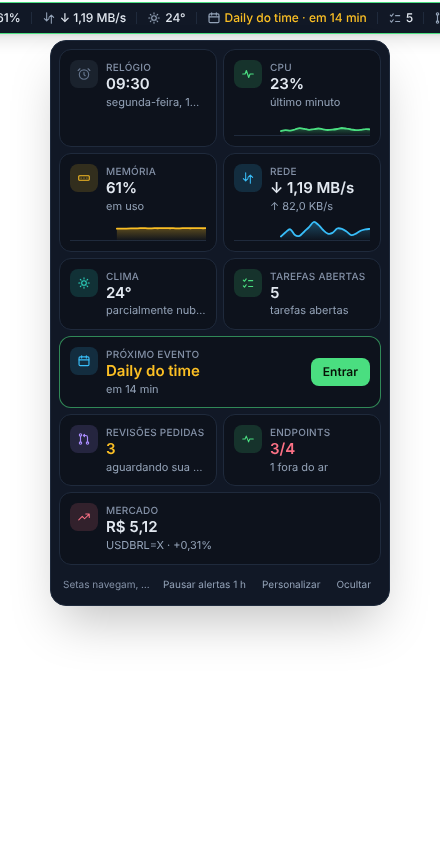 61% ↓ 1,19 MB/s 24° Daily do time · em 14 min 5
RELÓGIO
09:30
segunda-feira, 1...
CPU
23%
último minuto
MEMÓRIA
61%
em uso
REDE
↓ 1,19 MB/s
↑ 82,0 KB/s
CLIMA
24°
parcialmente nub...
TAREFAS ABERTAS
5
tarefas abertas
PRÓXIMO EVENTO
Daily do time
em 14 min
Entrar
REVISÕES PEDIDAS
3
aguardando sua ...
ENDPOINTS
3/4
1 fora do ar
MERCADO
R$ 5,12
USDBRL=X · +0,31%
Setas navegam, ... Pausar alertas 1 h Personalizar Ocultar